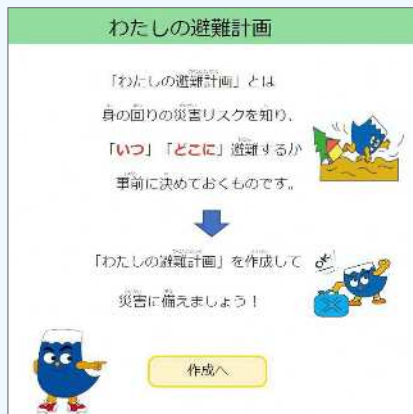 わたしの避難計画
「わたしの避難計画」とは
身の回りの災害リスクを知り、
「いつ」「どこに」避難するか
事前に決めておくものです。
「わたしの避難計画」を作成して
OK!
災害に備えましょう！
作成へ